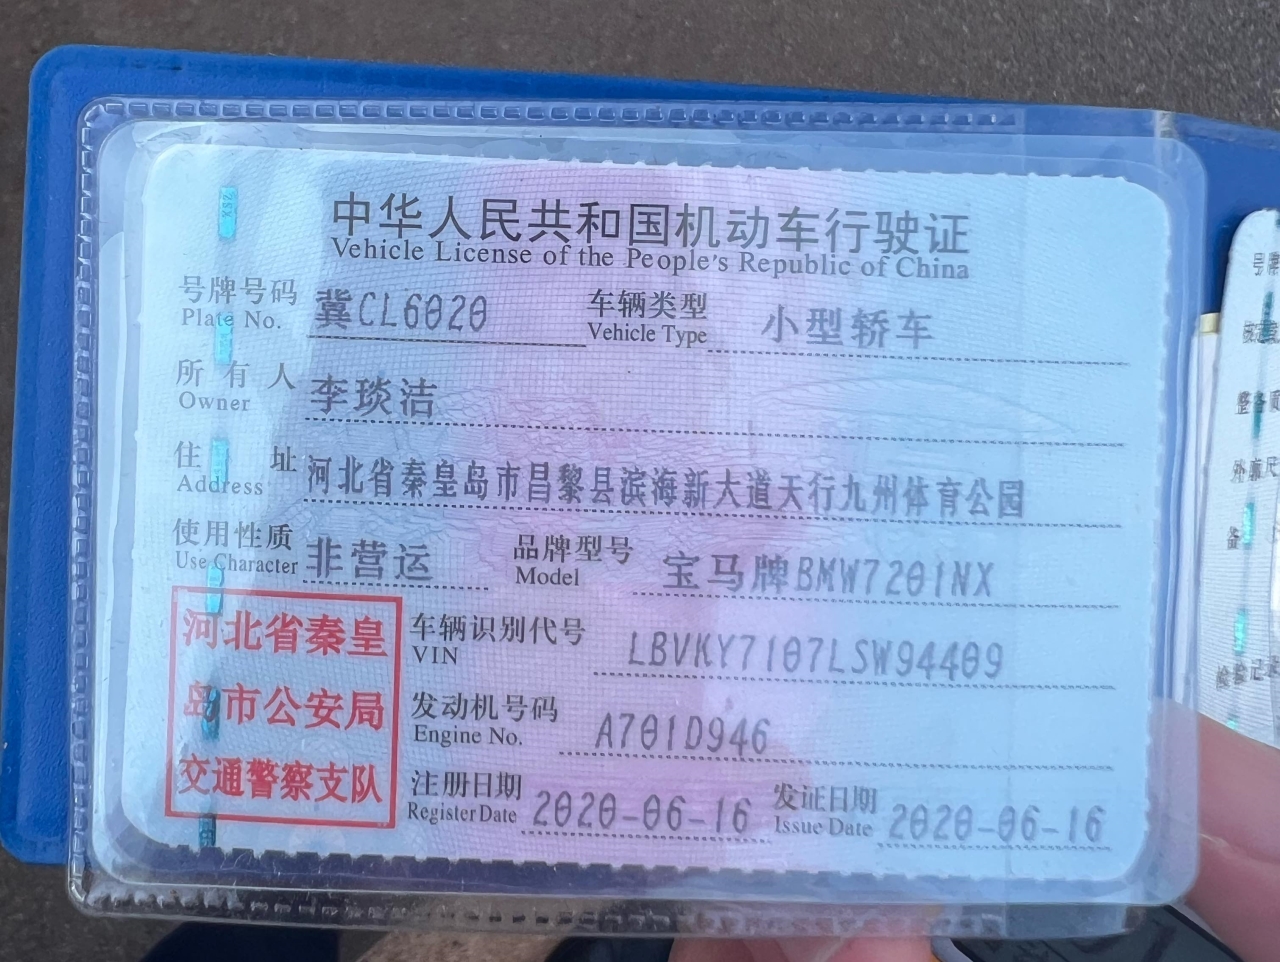 中华人民共和国机动车行驶证
Vehicle License of the People's Republic of China
号牌号码 冀CL6020 车辆类型 小型轿车
Plate No. Vehicle Type
所有人 李琰洁
Owner
住址 河北省秦皇岛市昌黎县滨海新大道天行九州体育公园
Address
使用性质 非营运 品牌型号 宝马牌BMW7201NX
Use Character Model
河北省秦皇
岛市公安局
交通警察支队
车辆识别代号 LBVKY7107LSW94409
VIN
发动机号码 A701D946
Engine No.
注册日期 2020-06-16 发证日期 2020-06-16
Register Date Issue Date